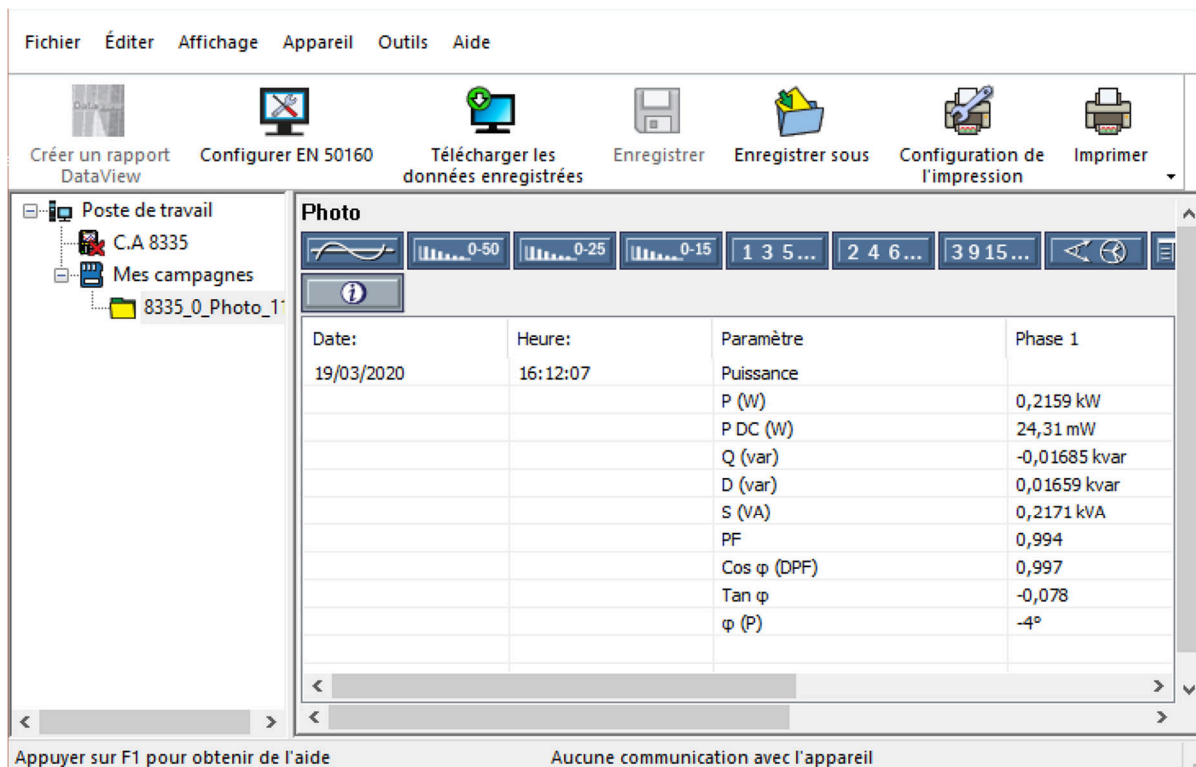 Fichier Éditer Affichage Appareil Outils Aide
Créer un rapport DataView
Configurer EN 50160
Télécharger les données enregistrées
Enregistrer
Enregistrer sous
Configuration de l'impression
Imprimer
Poste de travail
C.A 8335
Mes campagnes
8335_0_Photo_11
Photo
0-50 0-25 0-15 1 3 5... 2 4 6... 3 9 15...
Date: Heure: Paramètre Phase 1
19/03/2020 16:12:07 Puissance
P (W) 0,2159 kW
P DC (W) 24,31 mW
Q (var) -0,01685 kvar
D (var) 0,01659 kvar
S (VA) 0,2171 kVA
PF 0,994
Cos φ (DPF) 0,997
Tan φ -0,078
φ (P) -4°
Appuyer sur F1 pour obtenir de l'aide Aucune communication avec l'appareil